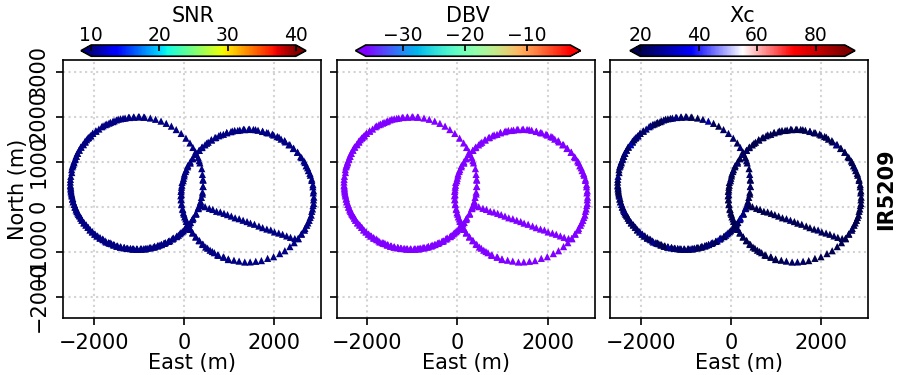 SNR DBV Xc
10 20 30 40 −30 −20 −10 20 40 60 80
3000
2000
1000
0
−1000
−2000
North (m)
IR5209
−2000 0 2000 −2000 0 2000 −2000 0 2000
East (m) East (m) East (m)